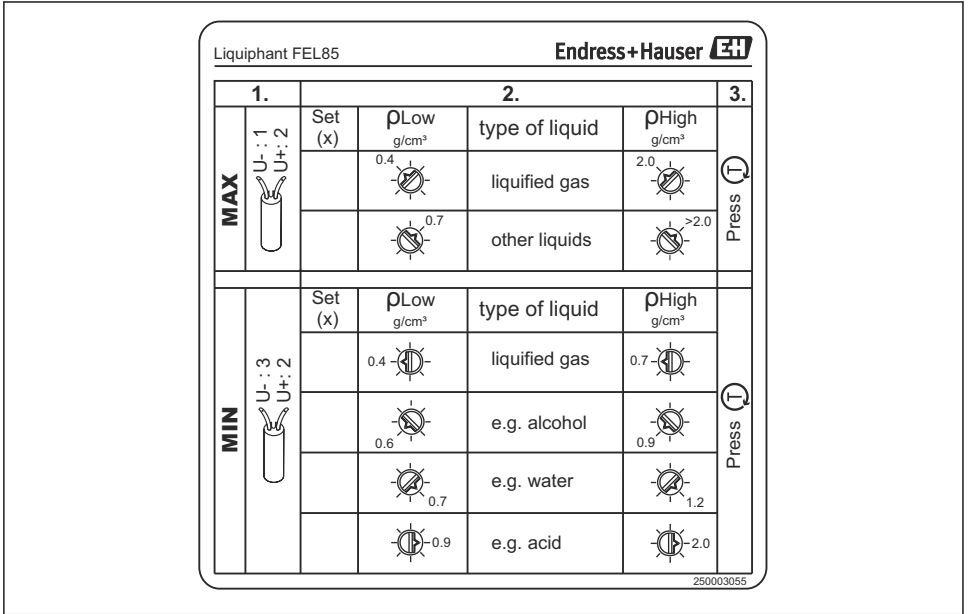 Liquiphant FEL85
Endress+Hauser EH
1. 2. 3.
MAX
U- : 1
U+: 2
Set (x) ρLow g/cm³ type of liquid ρHigh g/cm³
0.4 liquified gas 2.0
0.7 other liquids >2.0
Press T
MIN
U- : 3
U+: 2
Set (x) ρLow g/cm³ type of liquid ρHigh g/cm³
0.4 liquified gas 0.7
0.6 e.g. alcohol 0.9
0.7 e.g. water 1.2
0.9 e.g. acid 2.0
Press T
250003055